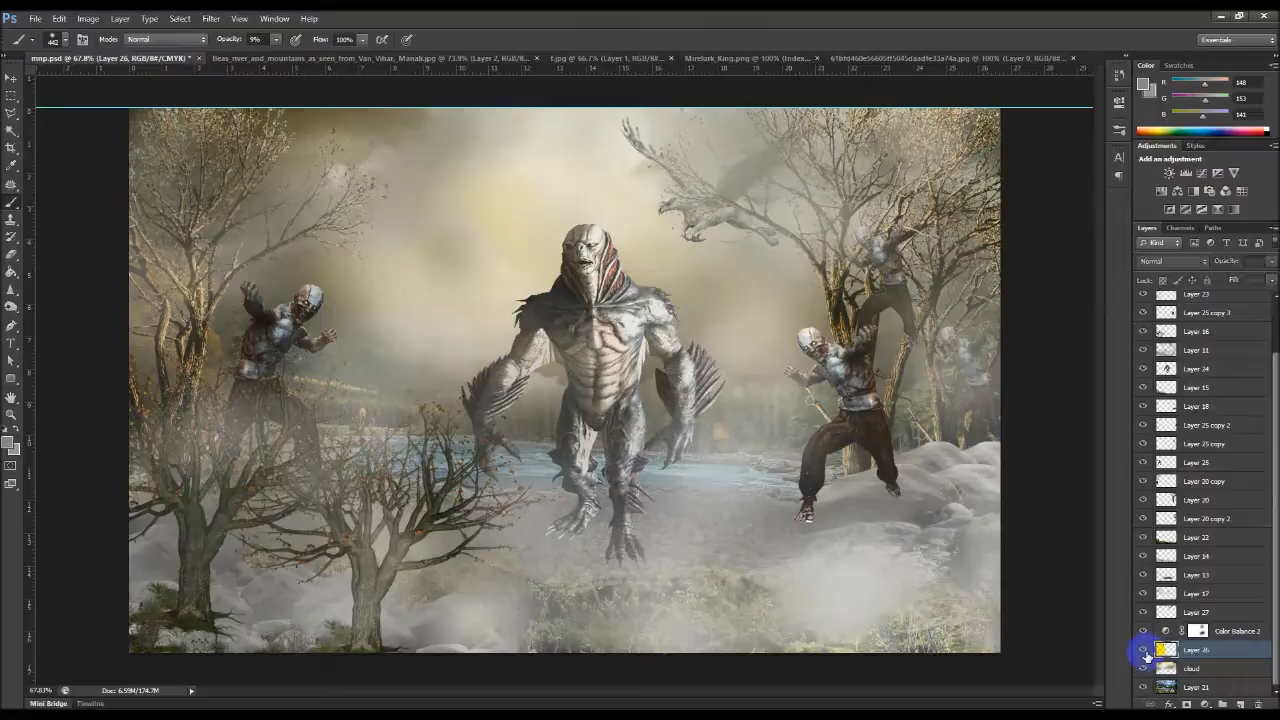 Ps File Edit Image Layer Type Select Filter View Window Help
442 Mode: Normal Opacity: 9% Flow: 100% Essentials
mnp.psd @ 67.8% (Layer 26, RGB/8#/CMYK) * × Beas_river_and_mountains_as_seen_from_Van_Vihar,_Manali.jpg @ 73.9% (Layer 2, RGB/8... × f.jpg @ 66.7% (Layer 1, RGB/8#... × Mirelurk_King.png @ 100% (Index... ×
Color Swatches
R 148
G 153
B 141
Adjustments Styles
Add an adjustment
Layers Channels Paths
Kind
Normal Opacity:
Lock: Fill:
Layer 23
Layer 25 copy 3
Layer 16
Layer 11
Layer 24
Layer 15
Layer 18
Layer 25 copy 2
Layer 25 copy
Layer 25
Layer 20 copy
Layer 20
Layer 20 copy 2
Layer 22
Layer 14
Layer 13
Layer 17
Layer 27
Color Balance 2
Layer 26
cloud
Layer 21
67.83% Doc: 6.59M/174.7M
Mini Bridge Timeline